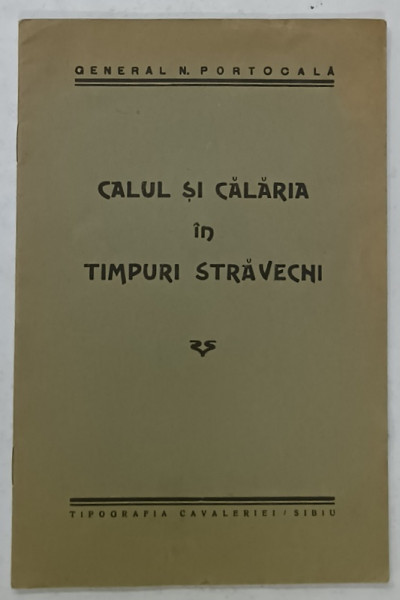 GENERAL N. PORTOCALĂ
CALUL ȘI CĂLĂRIA
în
TIMPURI STRĂVECHI
TIPOGRAFIA CAVALERIEI / SIBIU